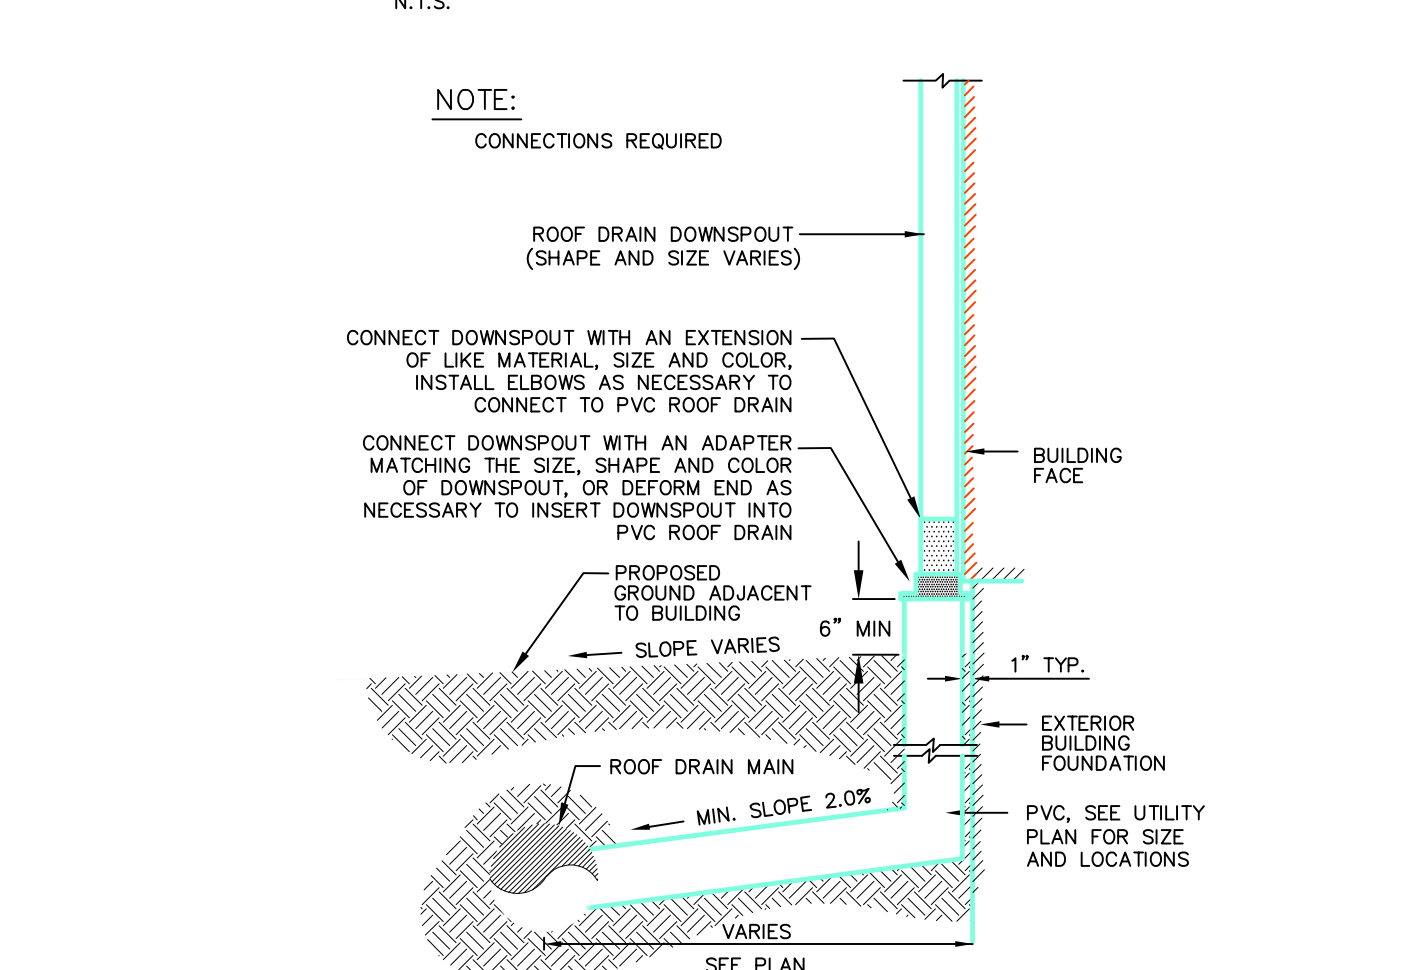 N.T.S.
NOTE:
CONNECTIONS REQUIRED
ROOF DRAIN DOWNSPOUT
(SHAPE AND SIZE VARIES)
CONNECT DOWNSPOUT WITH AN EXTENSION
OF LIKE MATERIAL, SIZE AND COLOR,
INSTALL ELBOWS AS NECESSARY TO
CONNECT TO PVC ROOF DRAIN
CONNECT DOWNSPOUT WITH AN ADAPTER
MATCHING THE SIZE, SHAPE AND COLOR
OF DOWNSPOUT, OR DEFORM END AS
NECESSARY TO INSERT DOWNSPOUT INTO
PVC ROOF DRAIN
BUILDING
FACE
PROPOSED
GROUND ADJACENT
TO BUILDING
6” MIN
SLOPE VARIES
1” TYP.
EXTERIOR
BUILDING
FOUNDATION
ROOF DRAIN MAIN
MIN. SLOPE 2.0%
PVC, SEE UTILITY
PLAN FOR SIZE
AND LOCATIONS
VARIES
SEE PLAN